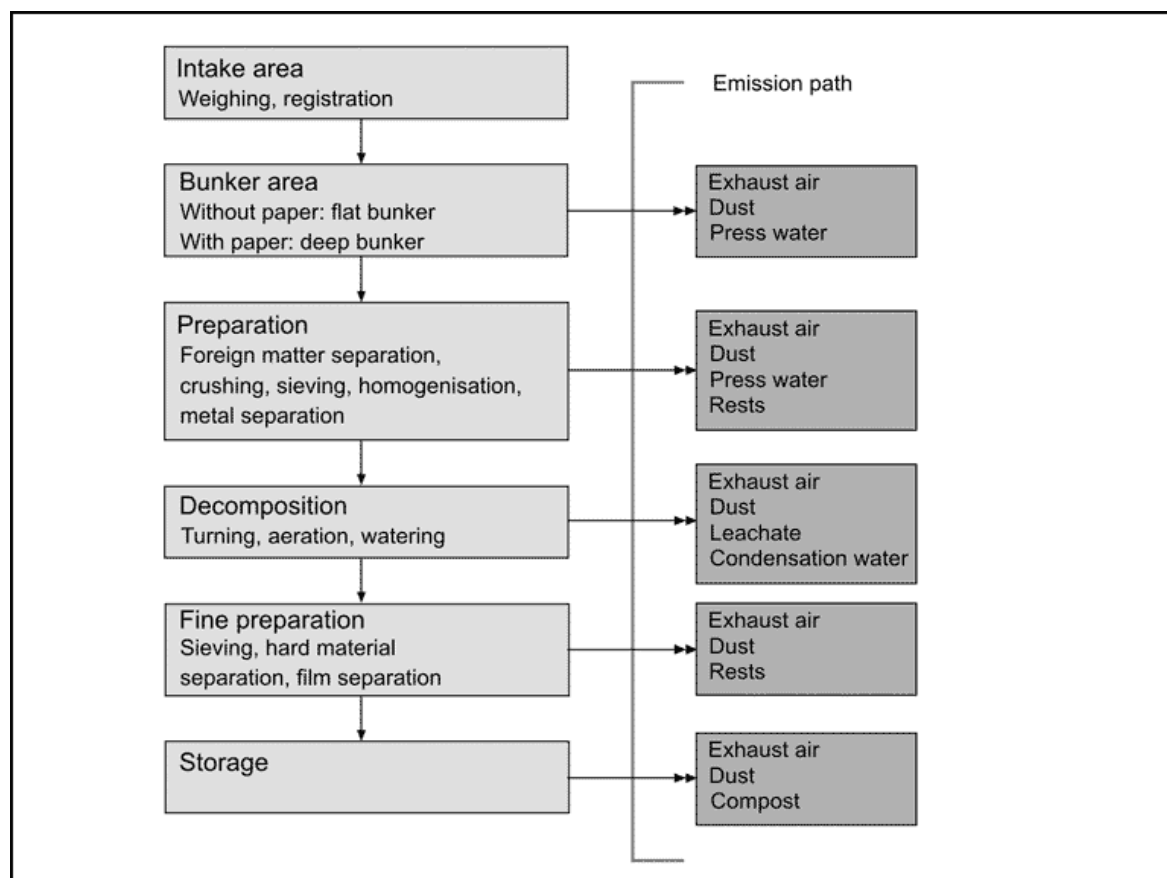 Intake area
Weighing, registration
Emission path
Bunker area
Without paper: flat bunker
With paper: deep bunker
Exhaust air
Dust
Press water
Preparation
Foreign matter separation,
crushing, sieving, homogenisation,
metal separation
Exhaust air
Dust
Press water
Rests
Decomposition
Turning, aeration, watering
Exhaust air
Dust
Leachate
Condensation water
Fine preparation
Sieving, hard material
separation, film separation
Exhaust air
Dust
Rests
Storage
Exhaust air
Dust
Compost